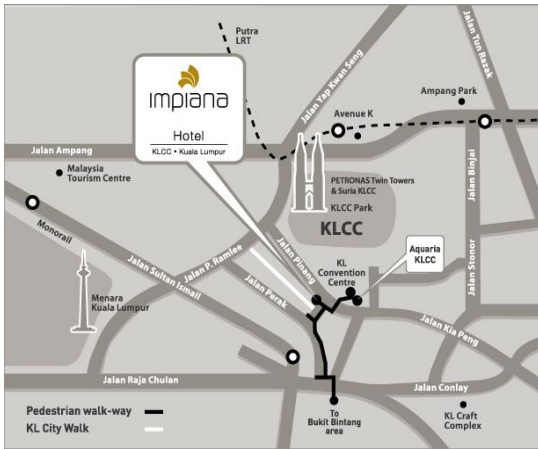 Putra
LRT
Jalan Yap Kwan Seng
Jalan Tun Razak
impiana
Hotel
KLCC • Kuala Lumpur
Ampang Park
Avenue K
Jalan Ampang
Malaysia
Tourism Centre
PETRONAS Twin Towers
& Suria KLCC
KLCC Park
KLCC
Jalan Binjai
Monorail
Jalan P. Ramlee
Jalan Pinang
KL
Convention
Centre
Aquaria
KLCC
Jalan Stonor
Menara
Kuala Lumpur
Jalan Sultan Ismail
Jalan Perak
Jalan Kia Peng
Jalan Raja Chulan
Jalan Conlay
Pedestrian walk-way
KL City Walk
To
Bukit Bintang
area
KL Craft
Complex